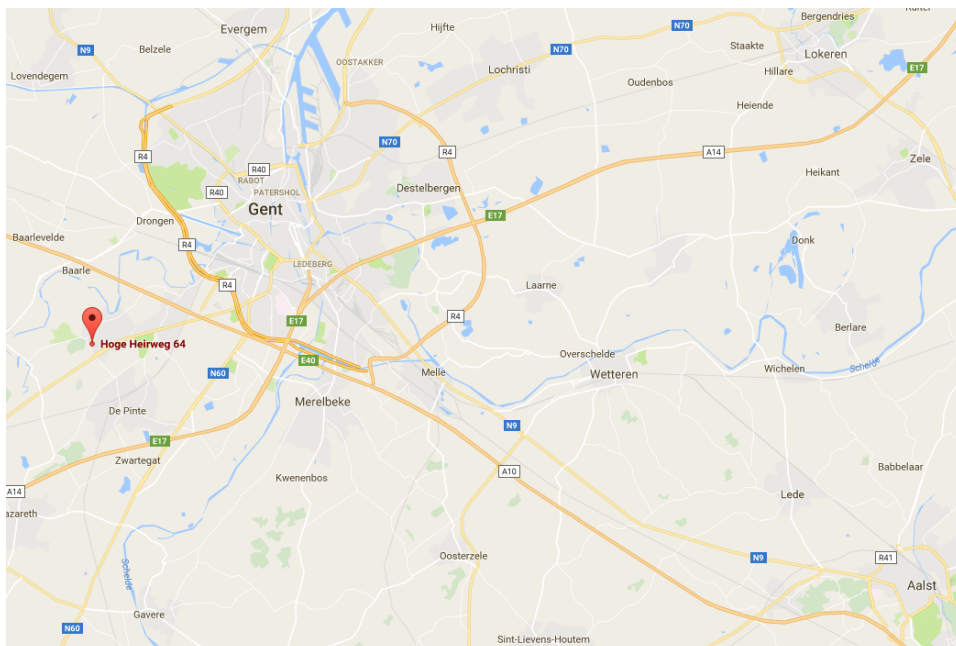 Evergem
Hijfte
N70
Bergendries
N9
Belzele
Staakte
Lokeren
N70
OOSTAKKER
Lovendegem
Lochristi
Oudenbos
Hillare
E17
Heiende
N70
R4
R4
A14
Zele
R40
RABOT
Heikant
R40
PATERSHOL
Destelbergen
Gent
E17
Drongen
Baarlevelde
R4
Donk
LEDEBERG
Baarle
R4
Laarne
Hoge Heirweg 64
E17
R4
Berlare
E40
Overschelde
Schelde
N60
Melle
Wetteren
Wichelen
De Pinte
Merelbeke
N9
E17
Zwartegat
A10
Babbelaar
Kwenenbos
A14
Lede
azareth
Oosterzele
N9
R41
Schelde
Aalst
Gavere
N60
Sint-Lievens-Houtem